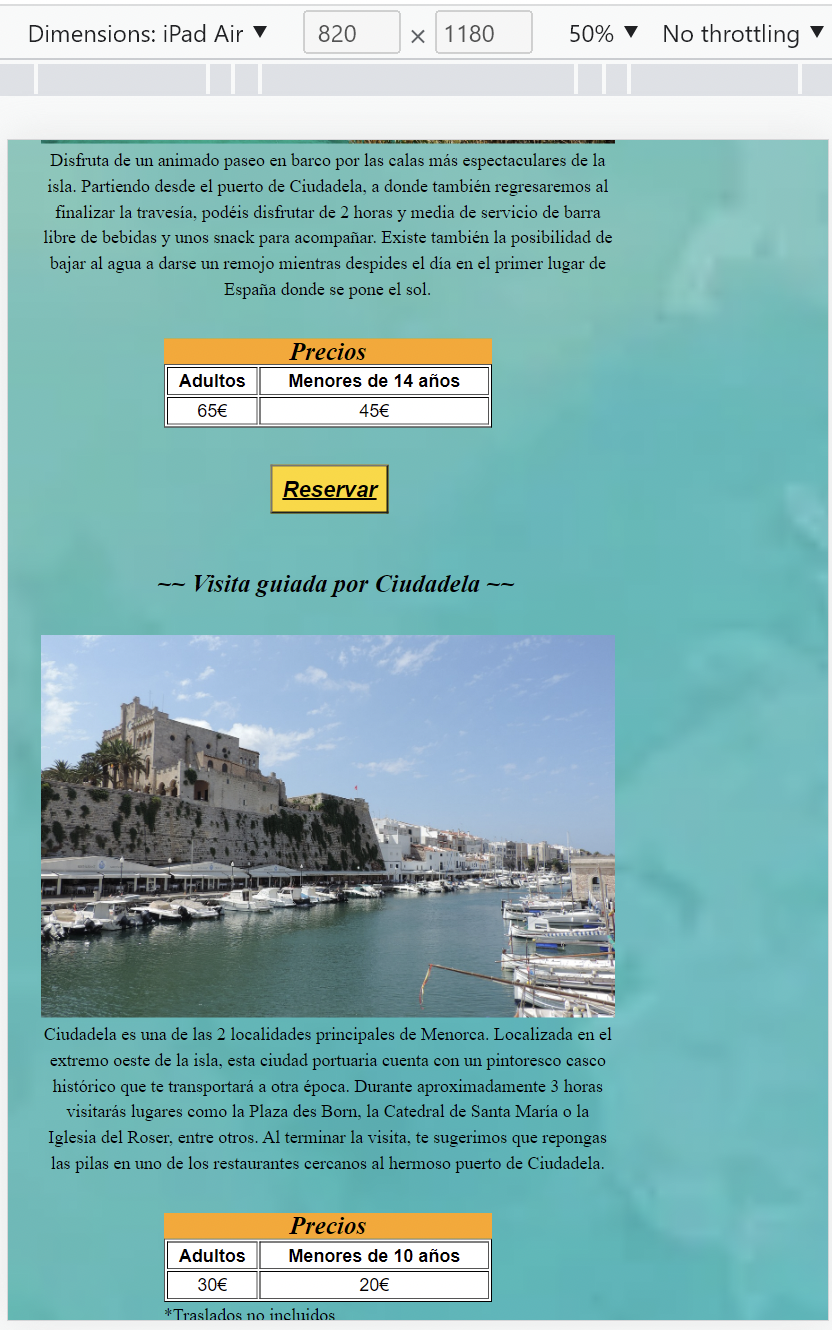 Dimensions: iPad Air ▼ 820 × 1180 50% ▼ No throttling ▼
Disfruta de un animado paseo en barco por las calas más espectaculares de la
isla. Partiendo desde el puerto de Ciudadela, a donde también regresaremos al
finalizar la travesía, podéis disfrutar de 2 horas y media de servicio de barra
libre de bebidas y unos snack para acompañar. Existe también la posibilidad de
bajar al agua a darse un remojo mientras despides el día en el primer lugar de
España donde se pone el sol.
Precios
Adultos Menores de 14 años
65€ 45€
Reservar
~~ Visita guiada por Ciudadela ~~
Ciudadela es una de las 2 localidades principales de Menorca. Localizada en el
extremo oeste de la isla, esta ciudad portuaria cuenta con un pintoresco casco
histórico que te transportará a otra época. Durante aproximadamente 3 horas
visitarás lugares como la Plaza des Born, la Catedral de Santa María o la
Iglesia del Roser, entre otros. Al terminar la visita, te sugerimos que repongas
las pilas en uno de los restaurantes cercanos al hermoso puerto de Ciudadela.
Precios
Adultos Menores de 10 años
30€ 20€
*Traslados no incluidos